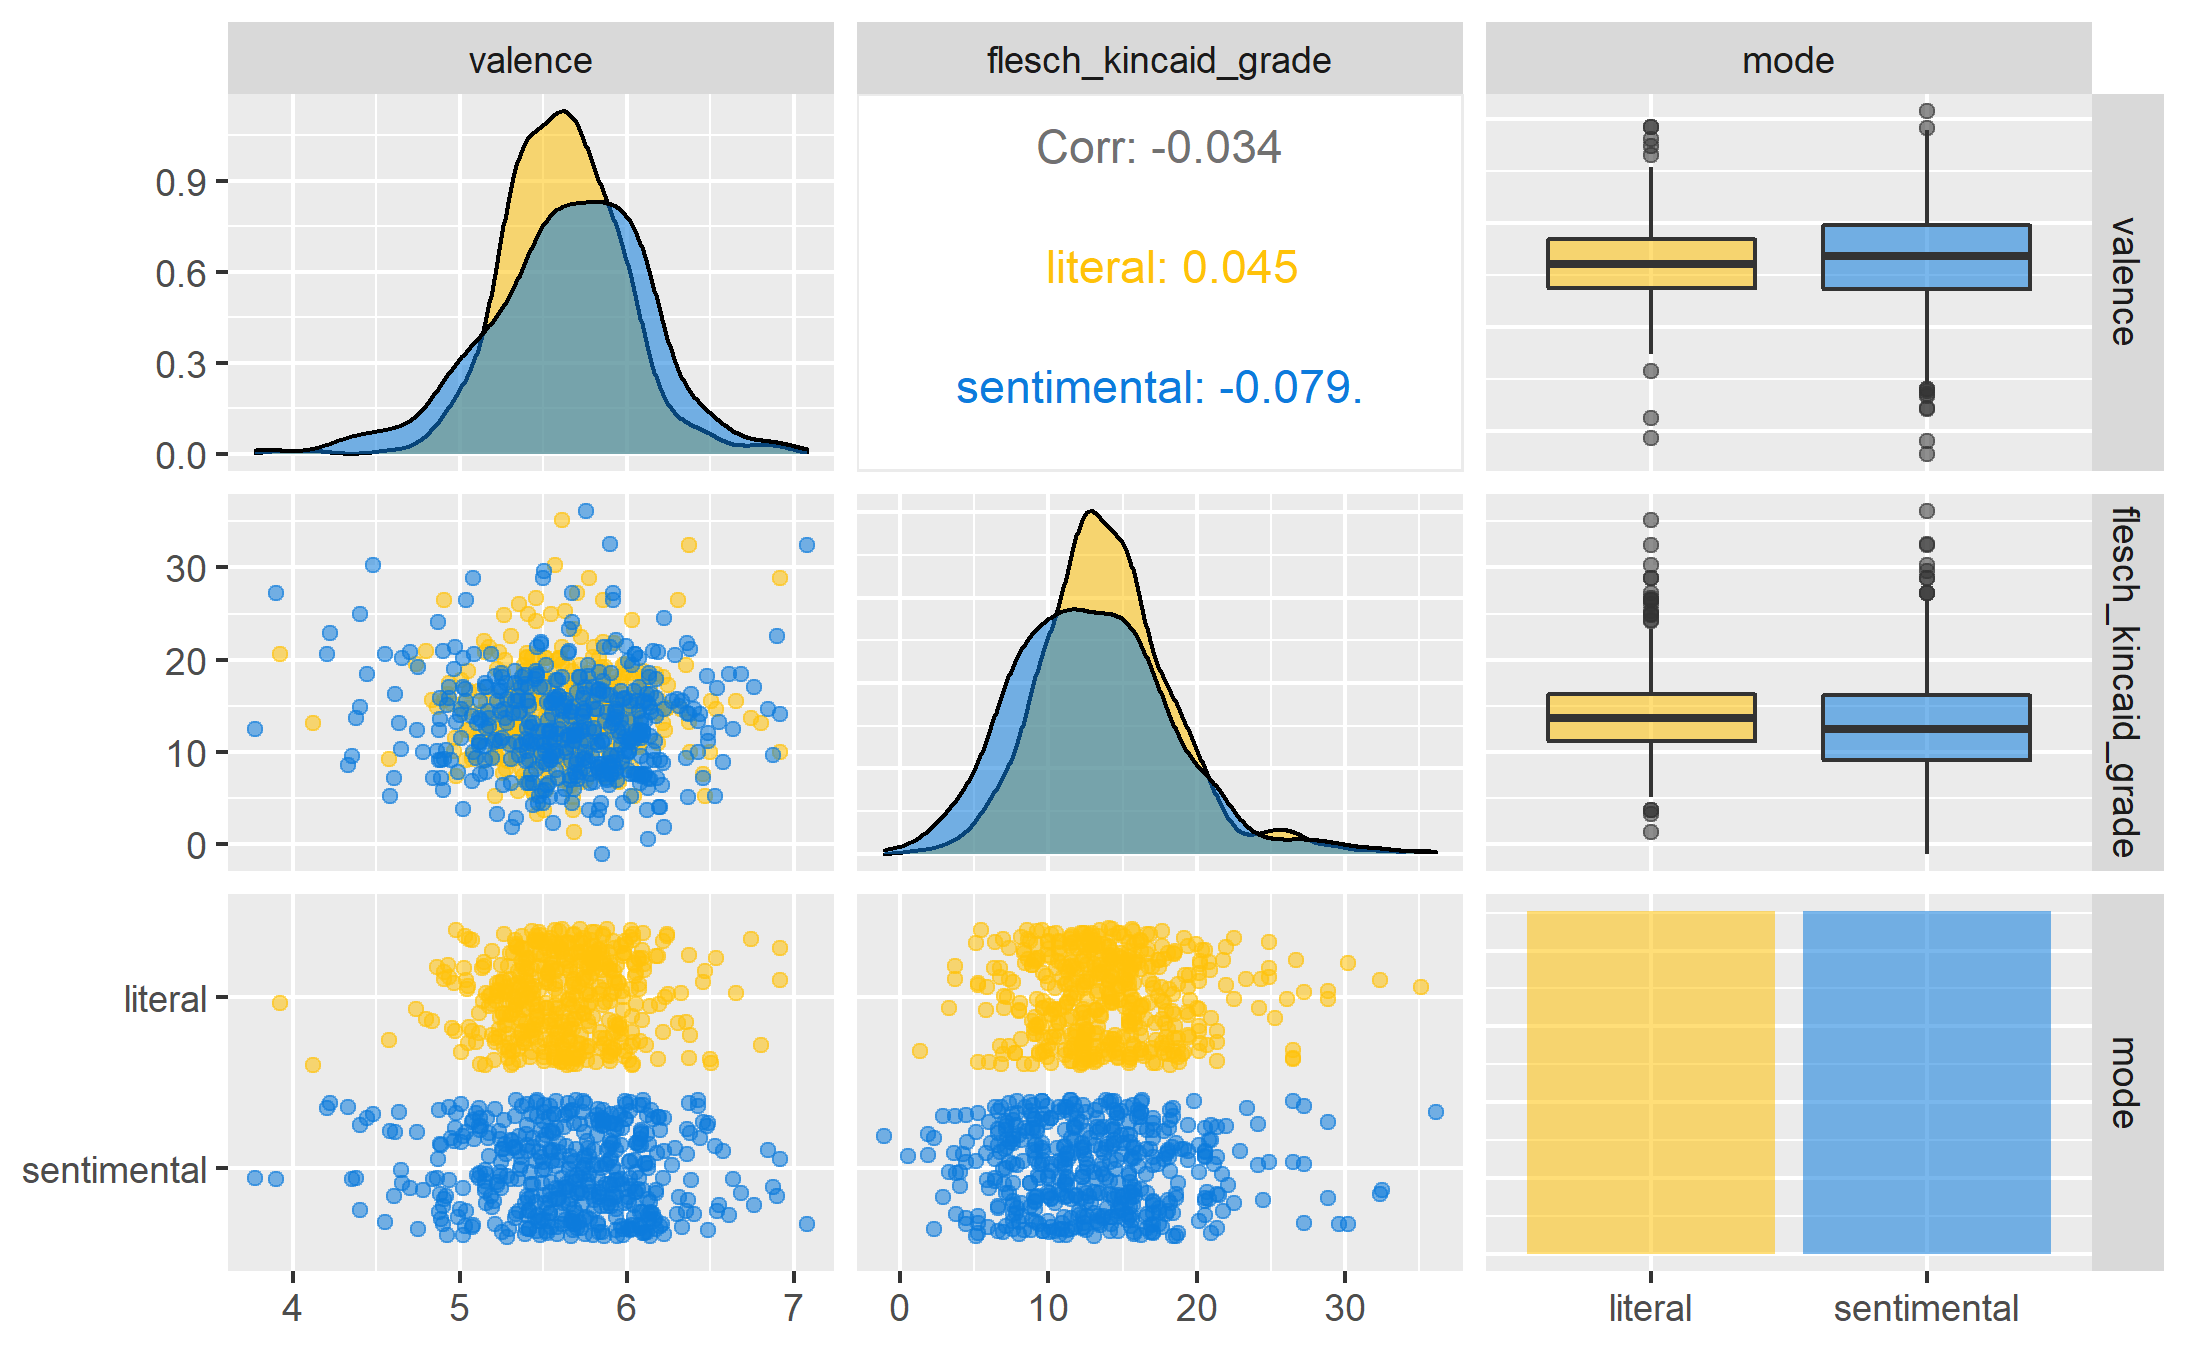 valence
flesch_kincaid_grade
mode
0.9
0.6
0.3
0.0
Corr: -0.034
literal: 0.045
sentimental: -0.079.
valence
30
20
10
0
flesch_kincaid_grade
literal
sentimental
mode
4 5 6 7
0 10 20 30
literal sentimental